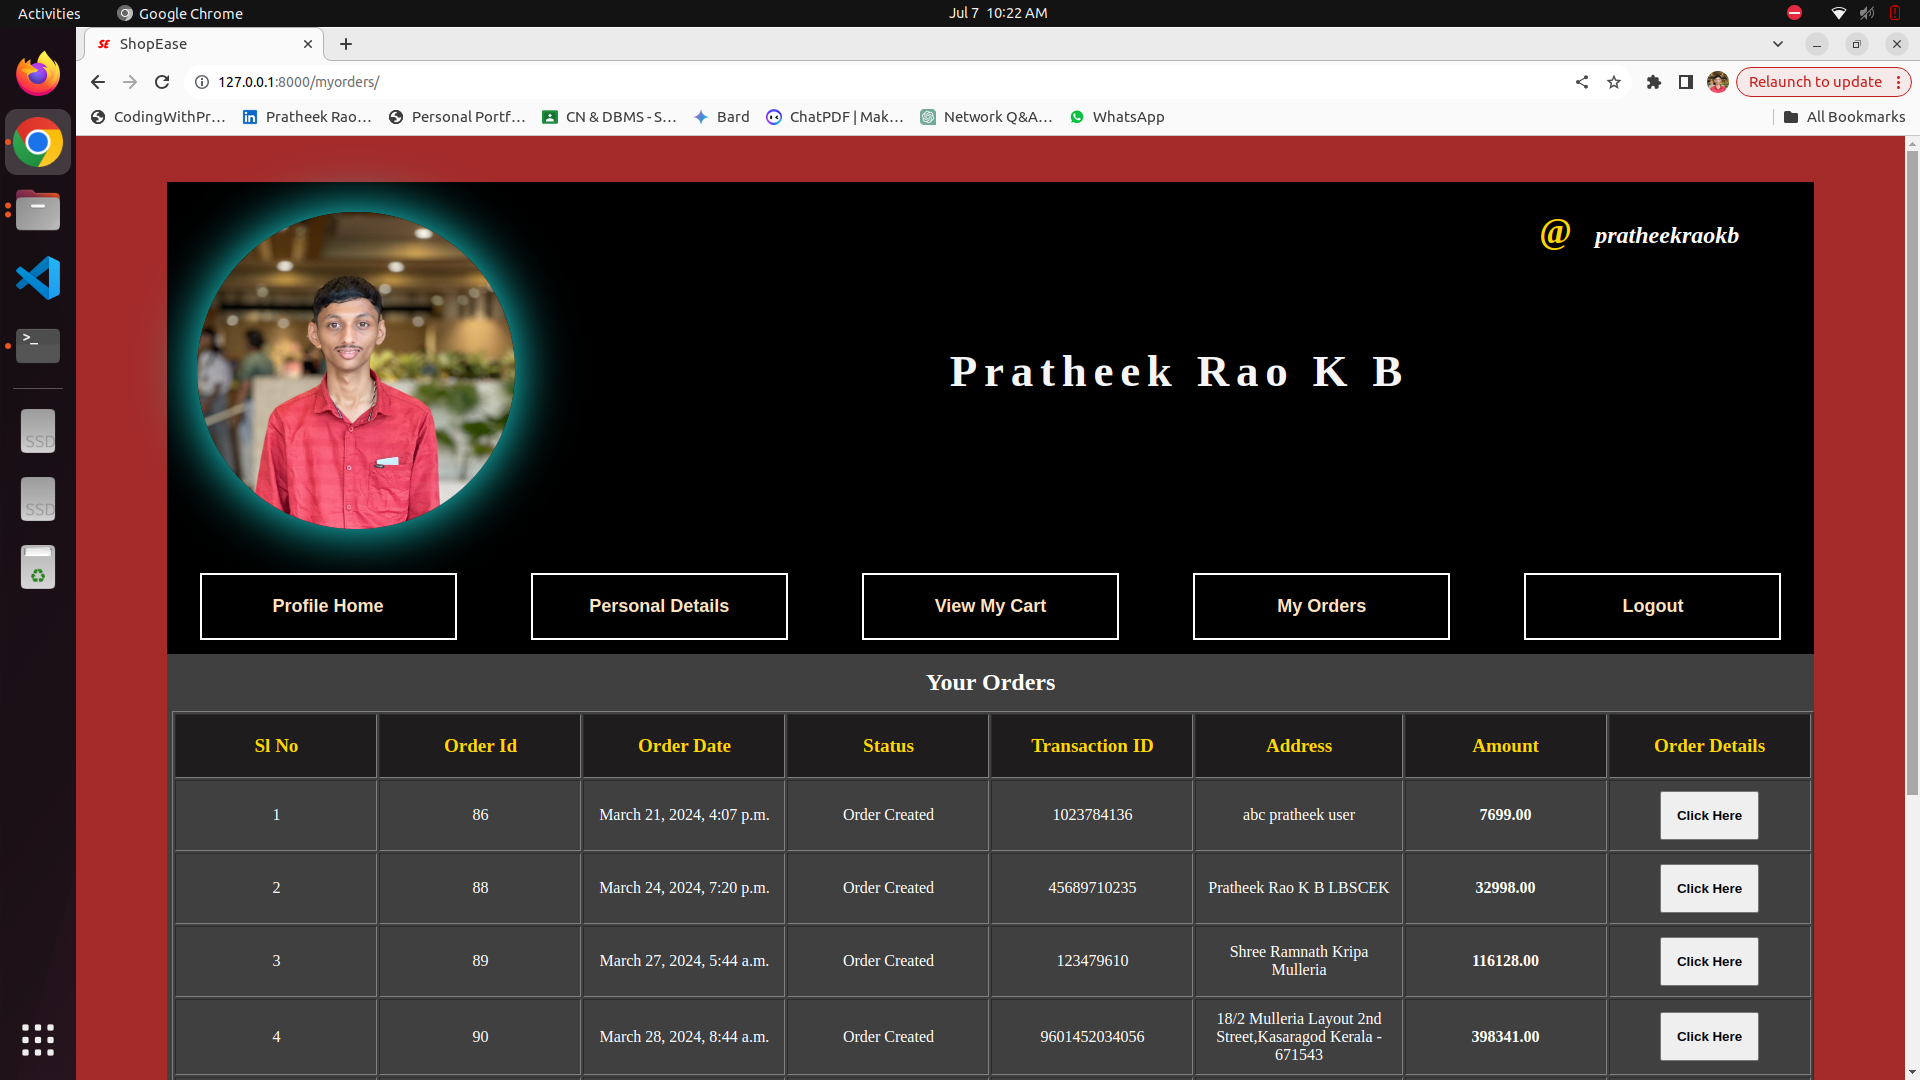 Activities
Google Chrome
Jul 7 10:22 AM
SE ShopEase
127.0.0.1:8000/myorders/
Relaunch to update
CodingWithPr…
Pratheek Rao…
Personal Portf…
CN & DBMS - S…
Bard
ChatPDF | Mak…
Network Q&A…
WhatsApp
All Bookmarks
@ pratheekraokb
Pratheek Rao K B
Profile Home
Personal Details
View My Cart
My Orders
Logout
SSD
SSD
Your Orders
Sl No Order Id Order Date Status Transaction ID Address Amount Order Details
1 86 March 21, 2024, 4:07 p.m. Order Created 1023784136 abc pratheek user 7699.00 Click Here
2 88 March 24, 2024, 7:20 p.m. Order Created 45689710235 Pratheek Rao K B LBSCEK 32998.00 Click Here
3 89 March 27, 2024, 5:44 a.m. Order Created 123479610 Shree Ramnath Kripa
Mulleria 116128.00 Click Here
4 90 March 28, 2024, 8:44 a.m. Order Created 9601452034056 18/2 Mulleria Layout 2nd
Street,Kasaragod Kerala -
671543 398341.00 Click Here